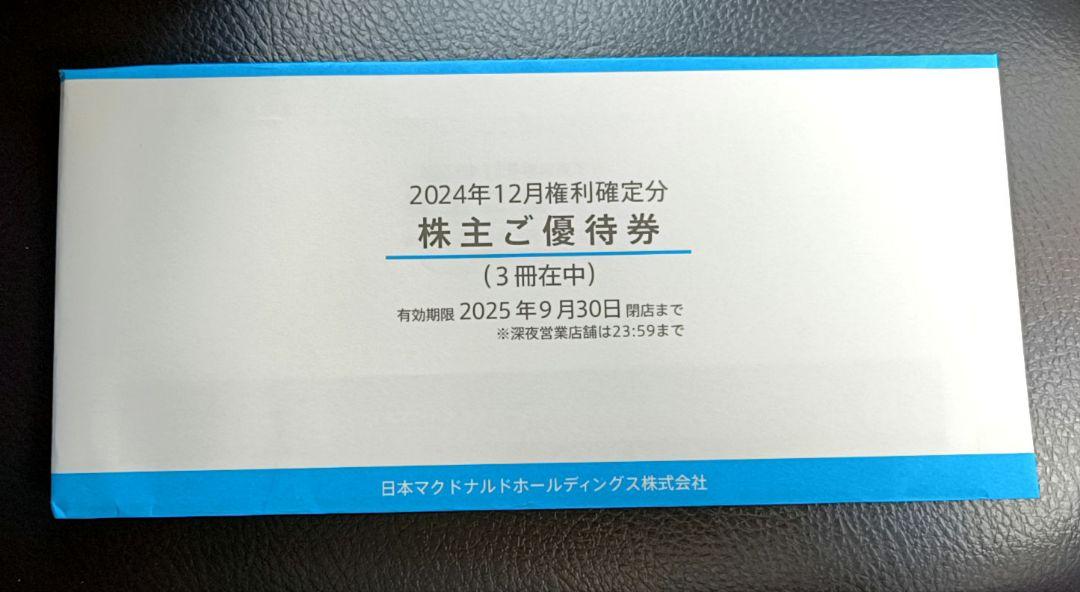 2024年12月権利確定分
株主ご優待券
(3冊在中)
有効期限 2025年9月30日 閉店まで
※深夜営業店舗は23:59まで
日本マクドナルドホールディングス株式会社